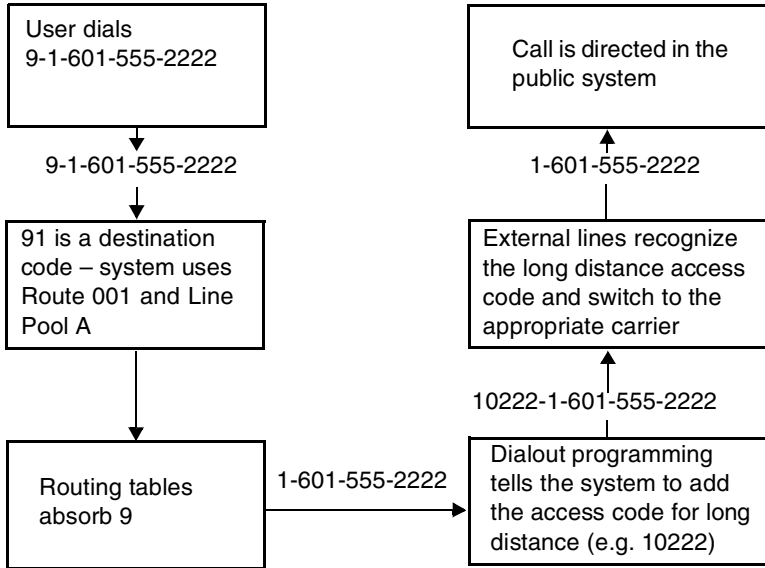 User dials
9-1-601-555-2222
9-1-601-555-2222
91 is a destination
code – system uses
Route 001 and Line
Pool A
Routing tables
absorb 9
1-601-555-2222
Dialout programming
tells the system to add
the access code for long
distance (e.g. 10222)
10222-1-601-555-2222
External lines recognize
the long distance access
code and switch to the
appropriate carrier
1-601-555-2222
Call is directed in the
public system